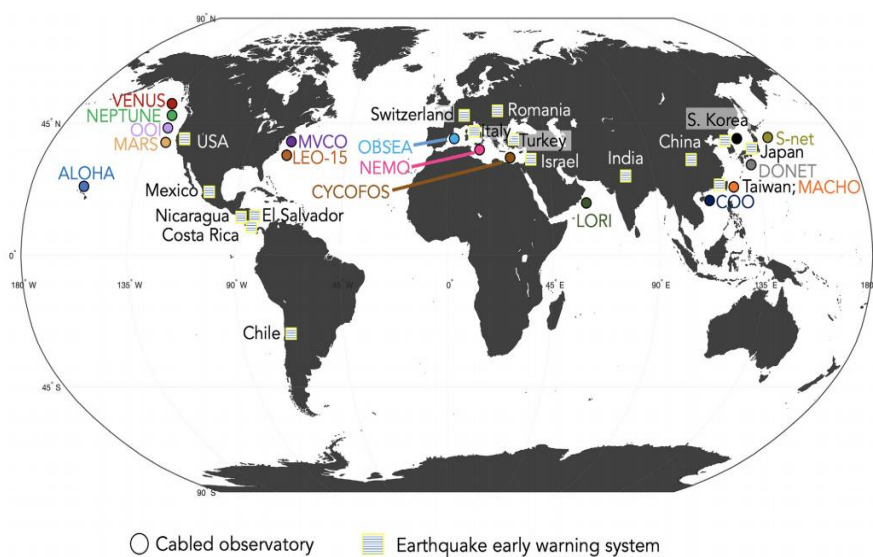 90°N
VENUS
NEPTUNE
45°N
OOI
MARS
USA
ALOHA
MVCO
LEO-15
Mexico
Nicaragua
El Salvador
Costa Rica
Chile
Switzerland
Romania
OBSEA
Italy
Turkey
NEMO
Israel
CYCOFOS
India
LORI
China
S. Korea
S-net
Japan
DONET
Taiwan; MACHO
COO
0°
180°W
135°W
90°W
45°W
0°
45°E
90°E
135°E
180
45°S
90°S
Cabled observatory
Earthquake early warning system